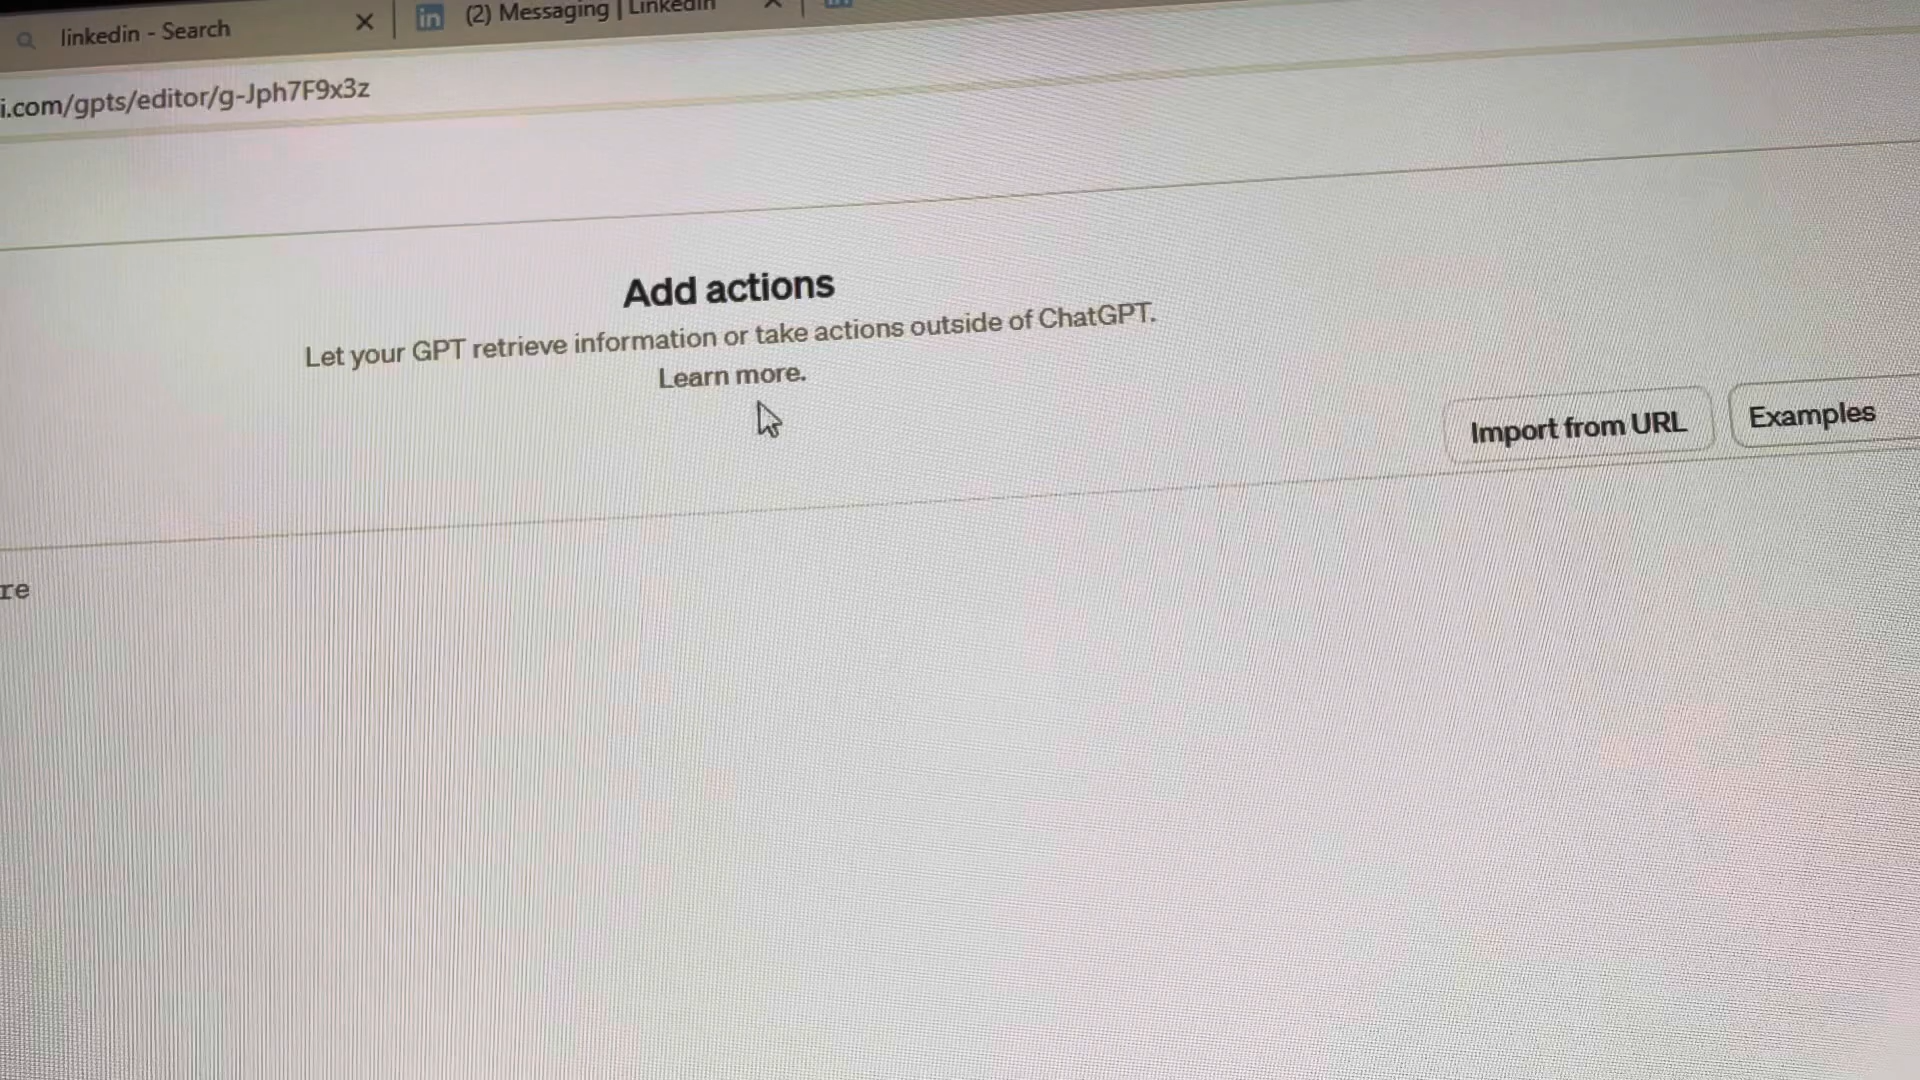 linkedin - Search
in (2) Messaging | LinkedIn
i.com/gpts/editor/g-Jph7F9x3z
Add actions
Let your GPT retrieve information or take actions outside of ChatGPT.
Learn more.
Import from URL
Examples
re